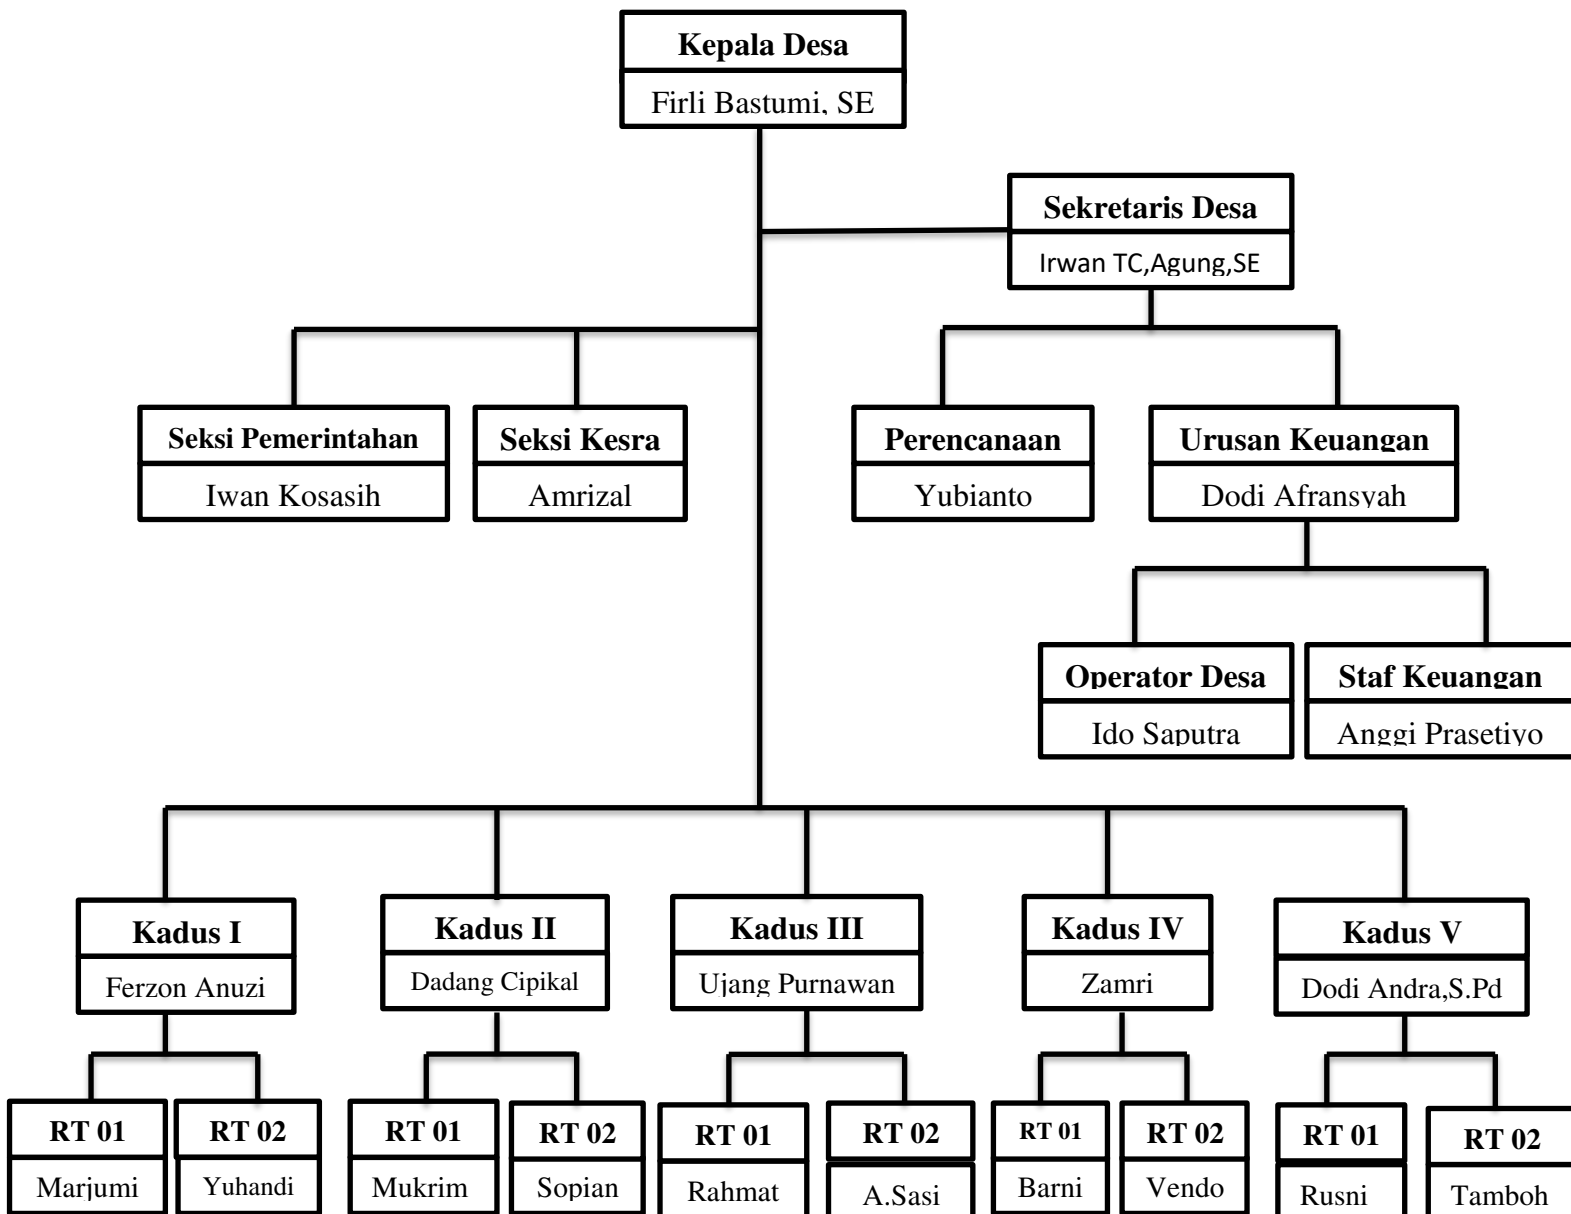 Kepala Desa
Firli Bastumi, SE
Sekretaris Desa
Irwan TC,Agung,SE
Seksi Pemerintahan
Iwan Kosasih
Seksi Kesra
Amrizal
Perencanaan
Yubianto
Urusan Keuangan
Dodi Afransyah
Operator Desa
Ido Saputra
Staf Keuangan
Anggi Prasetiyo
Kadus I
Ferzon Anuzi
Kadus II
Dadang Cipikal
Kadus III
Ujang Purnawan
Kadus IV
Zamri
Kadus V
Dodi Andra,S.Pd
RT 01
Marjumi
RT 02
Yuhandi
RT 01
Mukrim
RT 02
Sopian
RT 01
Rahmat
RT 02
A.Sasi
RT 01
Barni
RT 02
Vendo
RT 01
Rusni
RT 02
Tamboh